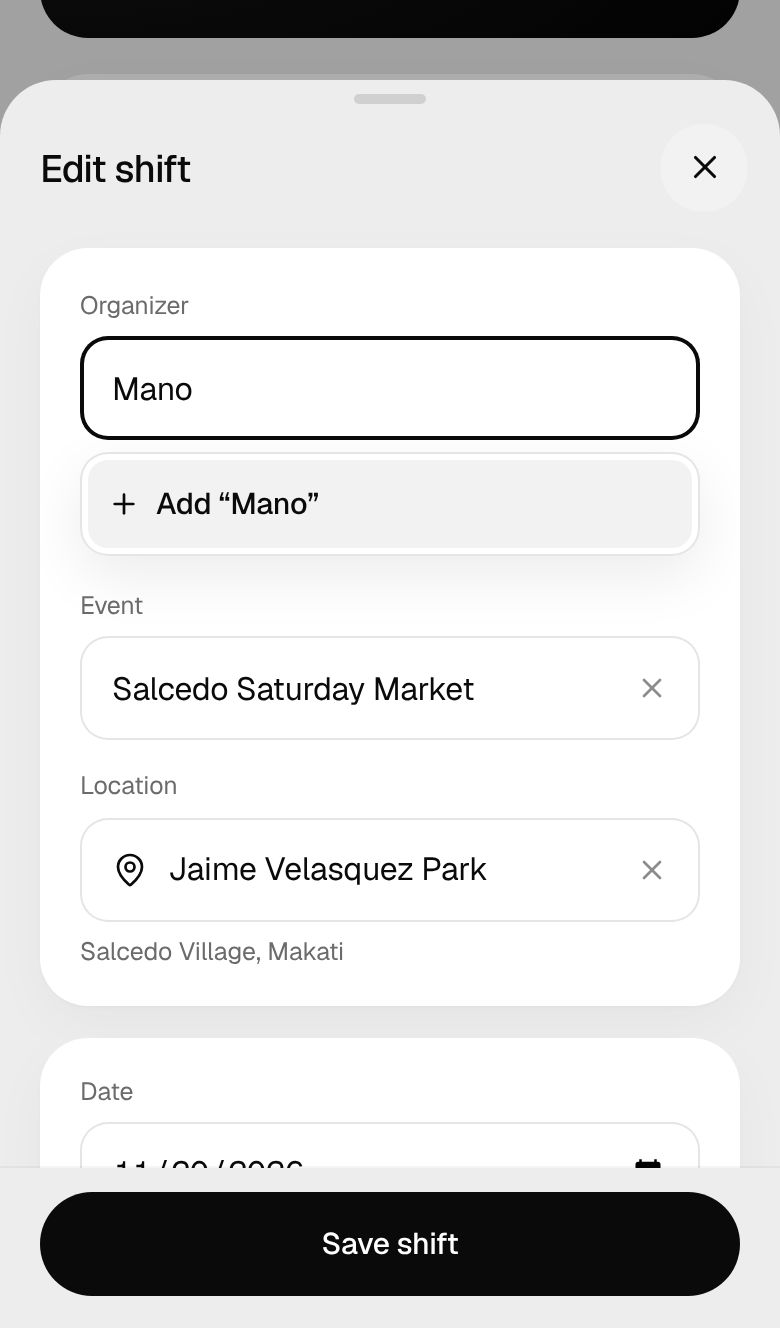 Edit shift
Organizer
Mano
Add “Mano”
Event
Salcedo Saturday Market
Location
Jaime Velasquez Park
Salcedo Village, Makati
Date
Save shift